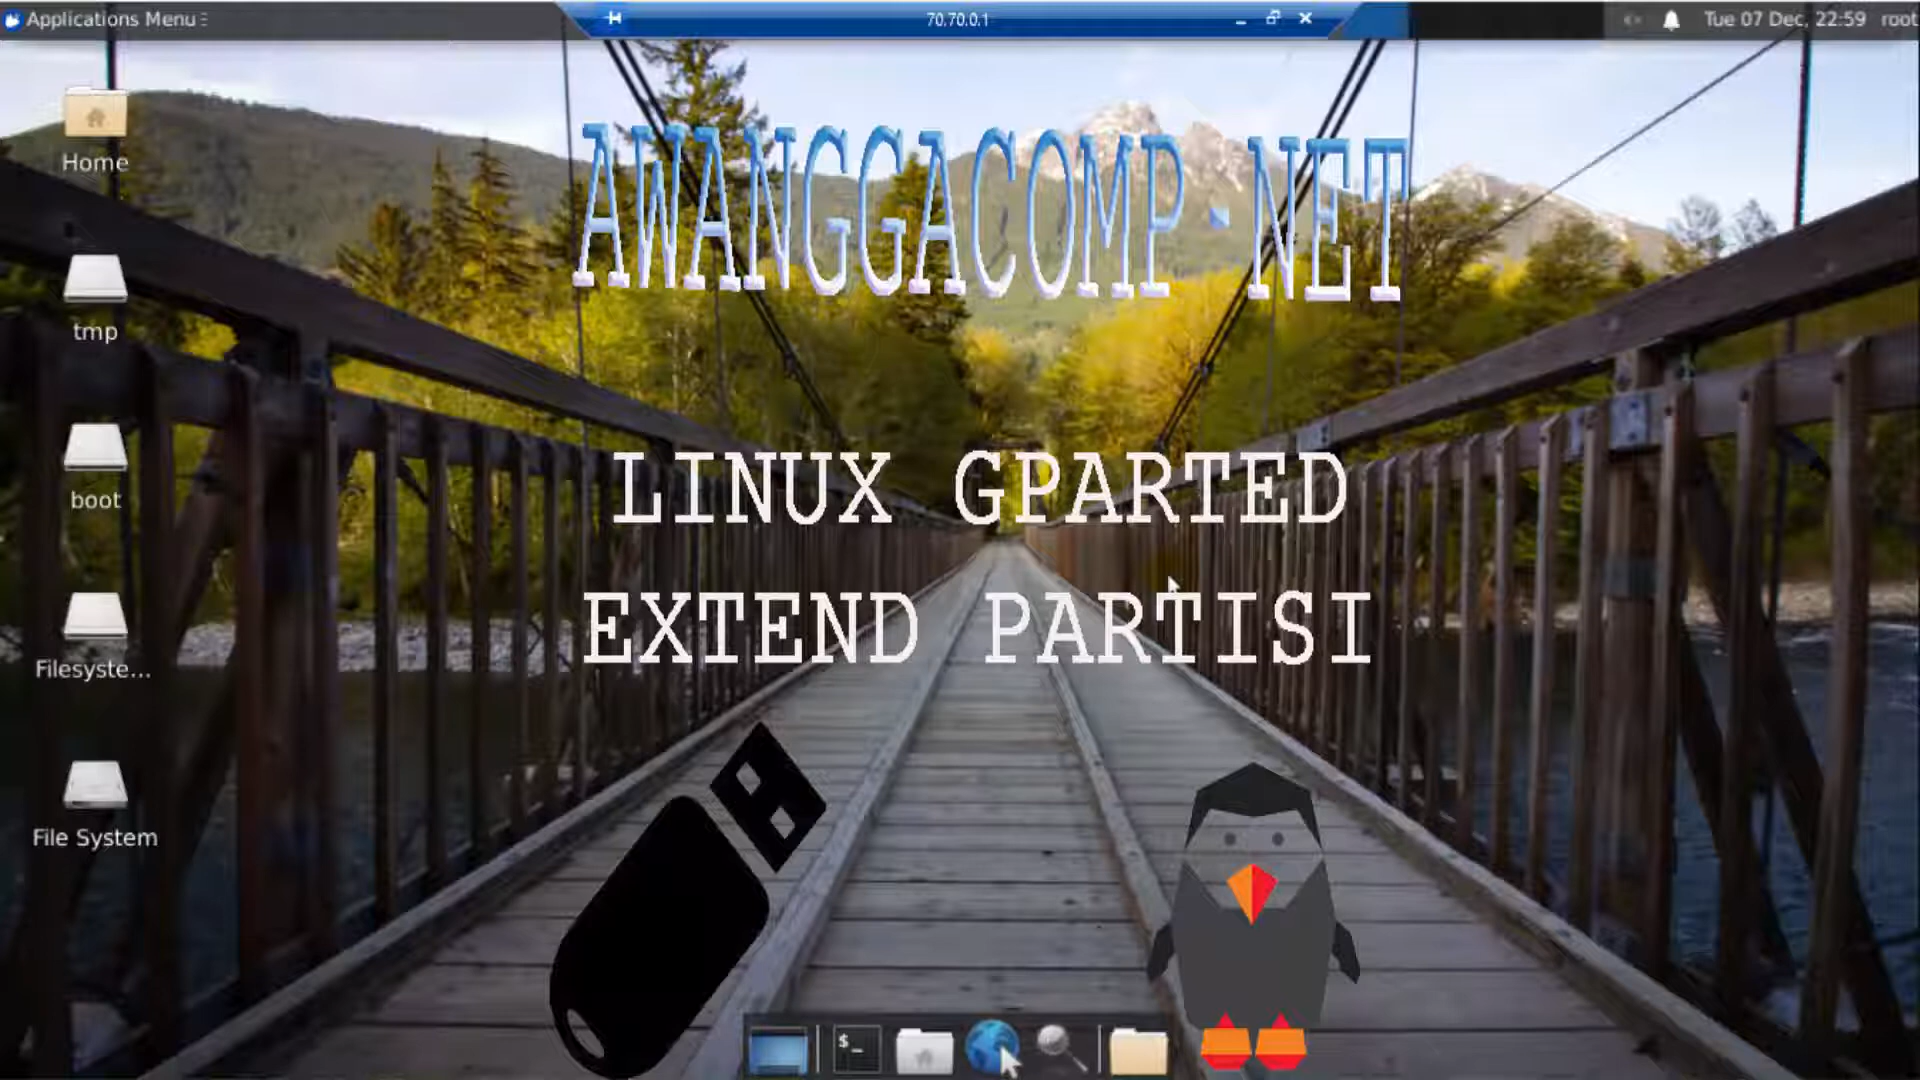 Applications Menu
70.70.0.1
Tue 07 Dec, 22:59 root
Home
tmp
boot
Filesyste...
File System
AWANGGACOMP.NET
LINUX GPARTED
EXTEND PARTISI
$_